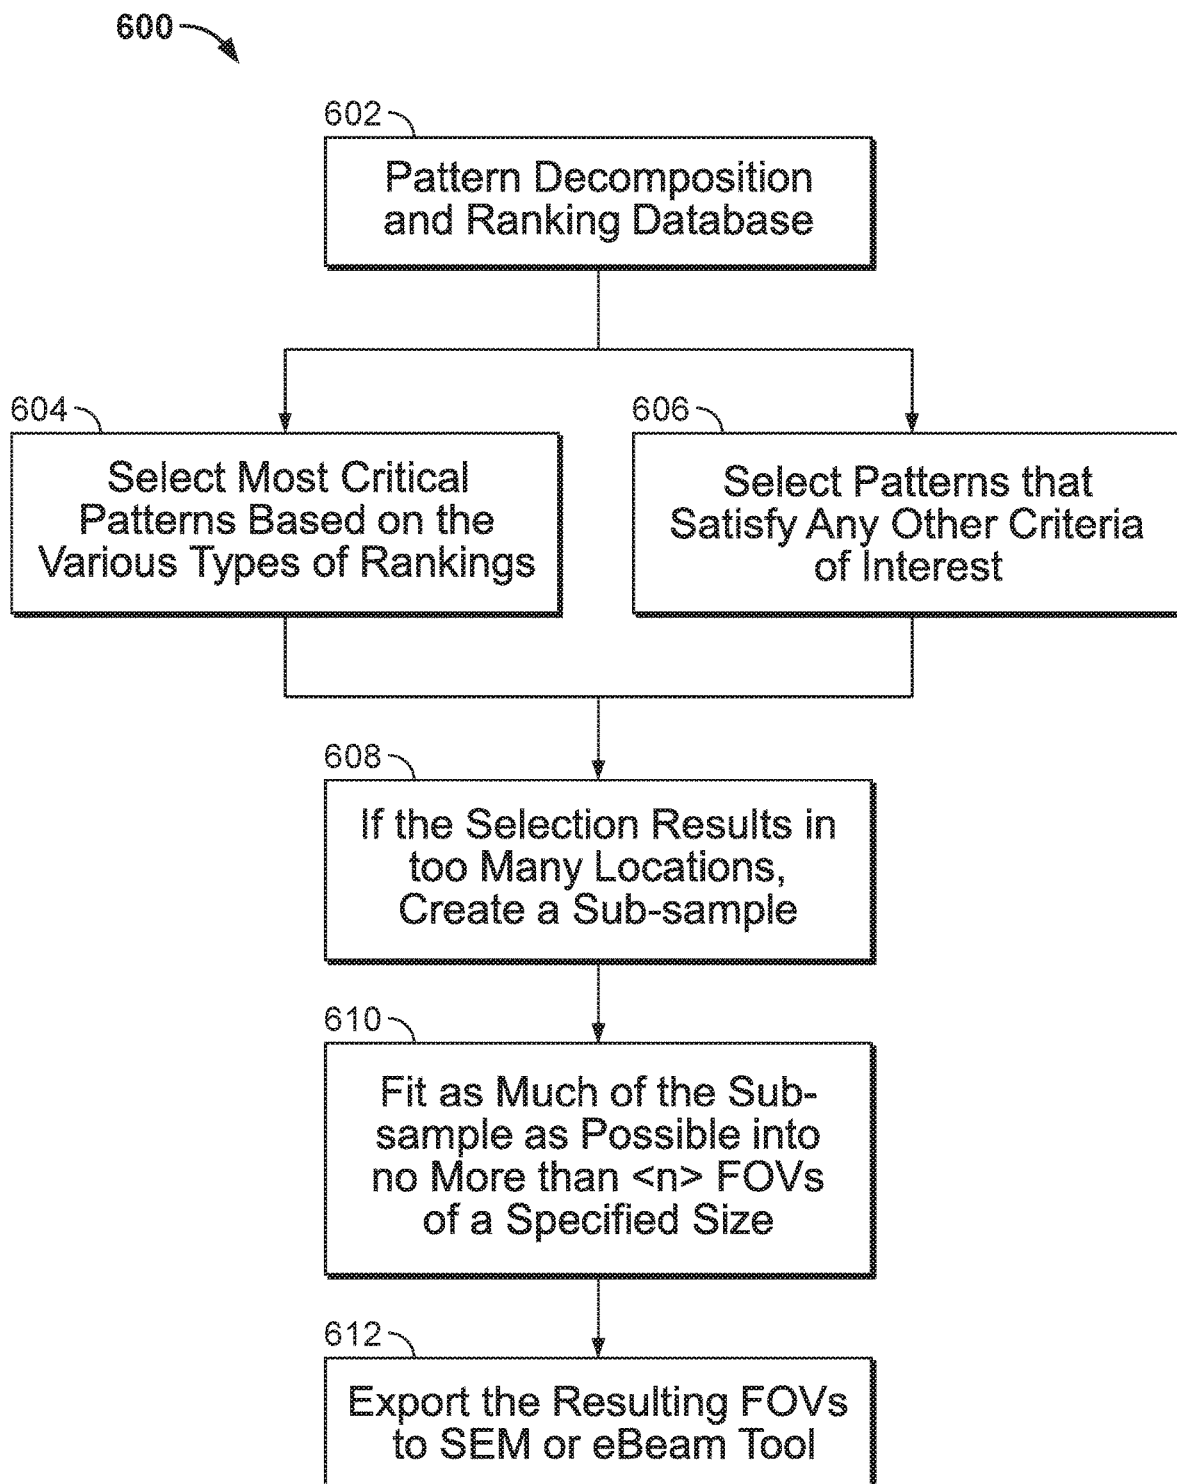 600
602
Pattern Decomposition
and Ranking Database
604
Select Most Critical
Patterns Based on the
Various Types of Rankings
606
Select Patterns that
Satisfy Any Other Criteria
of Interest
608
If the Selection Results in
too Many Locations,
Create a Sub-sample
610
Fit as Much of the Sub-
sample as Possible into
no More than <n> FOVs
of a Specified Size
612
Export the Resulting FOVs
to SEM or eBeam Tool